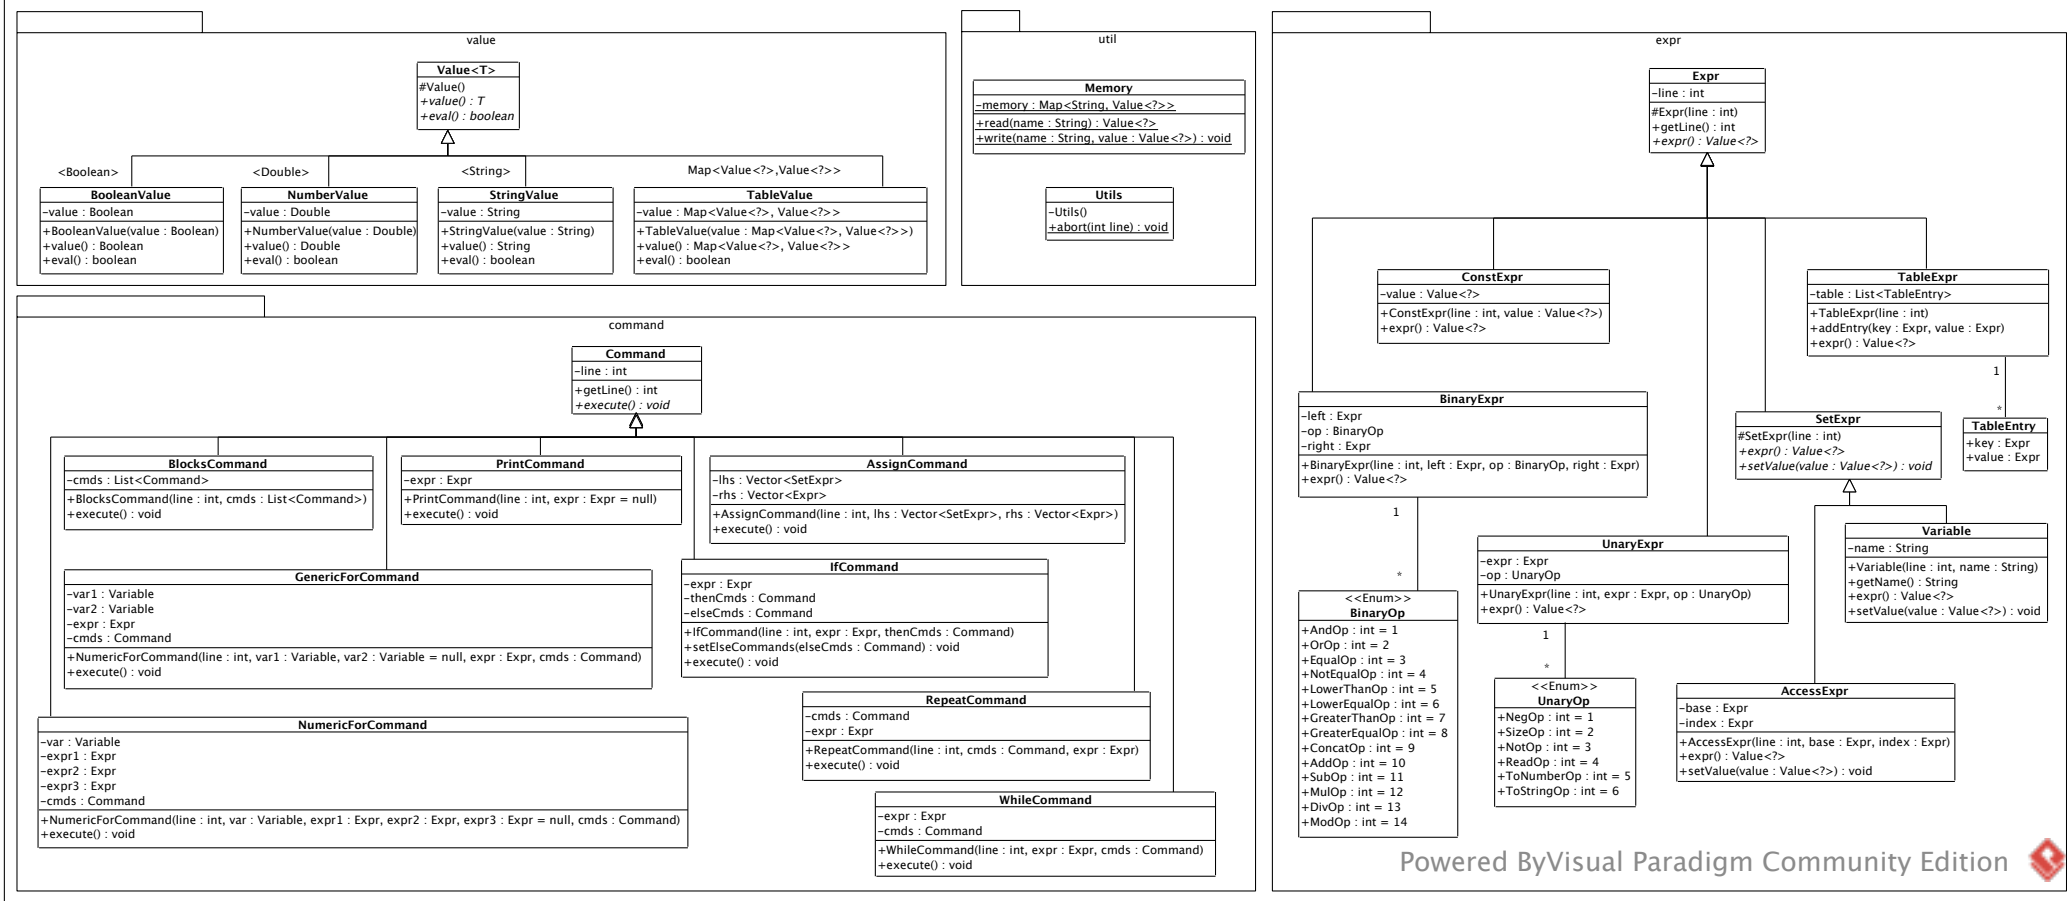 value
Value<T>
#Value()
+value() : T
+eval() : boolean
<Boolean>
<Double>
<String>
Map<Value<?>,Value<?>>
BooleanValue
-value : Boolean
+BooleanValue(value : Boolean)
+value() : Boolean
+eval() : boolean
NumberValue
-value : Double
+NumberValue(value : Double)
+value() : Double
+eval() : boolean
StringValue
-value : String
+StringValue(value : String)
+value() : String
+eval() : boolean
TableValue
-value : Map<Value<?>, Value<?>>
+TableValue(value : Map<Value<?>, Value<?>>)
+value() : Map<Value<?>, Value<?>>
+eval() : boolean
util
Memory
-memory : Map<String, Value<?>>
+read(name : String) : Value<?>
+write(name : String, value : Value<?>) : void
Utils
-Utils()
+abort(int line) : void
command
Command
-line : int
+getLine() : int
+execute() : void
BlocksCommand
-cmds : List<Command>
+BlocksCommand(line : int, cmds : List<Command>)
+execute() : void
PrintCommand
-expr : Expr
+PrintCommand(line : int, expr : Expr = null)
+execute() : void
AssignCommand
-lhs : Vector<SetExpr>
-rhs : Vector<Expr>
+AssignCommand(line : int, lhs : Vector<SetExpr>, rhs : Vector<Expr>)
+execute() : void
GenericForCommand
-var1 : Variable
-var2 : Variable
-expr : Expr
-cmds : Command
+NumericForCommand(line : int, var1 : Variable, var2 : Variable = null, expr : Expr, cmds : Command)
+execute() : void
IfCommand
-expr : Expr
-thenCmds : Command
-elseCmds : Command
+IfCommand(line : int, expr : Expr, thenCmds : Command)
+setElseCommands(elseCmds : Command) : void
+execute() : void
NumericForCommand
-var : Variable
-expr1 : Expr
-expr2 : Expr
-expr3 : Expr
-cmds : Command
+NumericForCommand(line : int, var : Variable, expr1 : Expr, expr2 : Expr, expr3 : Expr = null, cmds : Command)
+execute() : void
RepeatCommand
-cmds : Command
-expr : Expr
+RepeatCommand(line : int, cmds : Command, expr : Expr)
+execute() : void
WhileCommand
-expr : Expr
-cmds : Command
+WhileCommand(line : int, expr : Expr, cmds : Command)
+execute() : void
expr
Expr
-line : int
#Expr(line : int)
+getLine() : int
+expr() : Value<?>
ConstExpr
-value : Value<?>
+ConstExpr(line : int, value : Value<?>)
+expr() : Value<?>
TableExpr
-table : List<TableEntry>
+TableExpr(line : int)
+addEntry(key : Expr, value : Expr)
+expr() : Value<?>
1
*
TableEntry
+key : Expr
+value : Expr
BinaryExpr
-left : Expr
-op : BinaryOp
-right : Expr
+BinaryExpr(line : int, left : Expr, op : BinaryOp, right : Expr)
+expr() : Value<?>
1
*
SetExpr
#SetExpr(line : int)
+expr() : Value<?>
+setValue(value : Value<?>) : void
Variable
-name : String
+Variable(line : int, name : String)
+getName() : String
+expr() : Value<?>
+setValue(value : Value<?>) : void
UnaryExpr
-expr : Expr
-op : UnaryOp
+UnaryExpr(line : int, expr : Expr, op : UnaryOp)
+expr() : Value<?>
1
*
<<Enum>>
BinaryOp
+AndOp : int = 1
+OrOp : int = 2
+EqualOp : int = 3
+NotEqualOp : int = 4
+LowerThanOp : int = 5
+LowerEqualOp : int = 6
+GreaterThanOp : int = 7
+GreaterEqualOp : int = 8
+ConcatOp : int = 9
+AddOp : int = 10
+SubOp : int = 11
+MulOp : int = 12
+DivOp : int = 13
+ModOp : int = 14
<<Enum>>
UnaryOp
+NegOp : int = 1
+SizeOp : int = 2
+NotOp : int = 3
+ReadOp : int = 4
+ToNumberOp : int = 5
+ToStringOp : int = 6
AccessExpr
-base : Expr
-index : Expr
+AccessExpr(line : int, base : Expr, index : Expr)
+expr() : Value<?>
+setValue(value : Value<?>) : void
Powered ByVisual Paradigm Community Edition